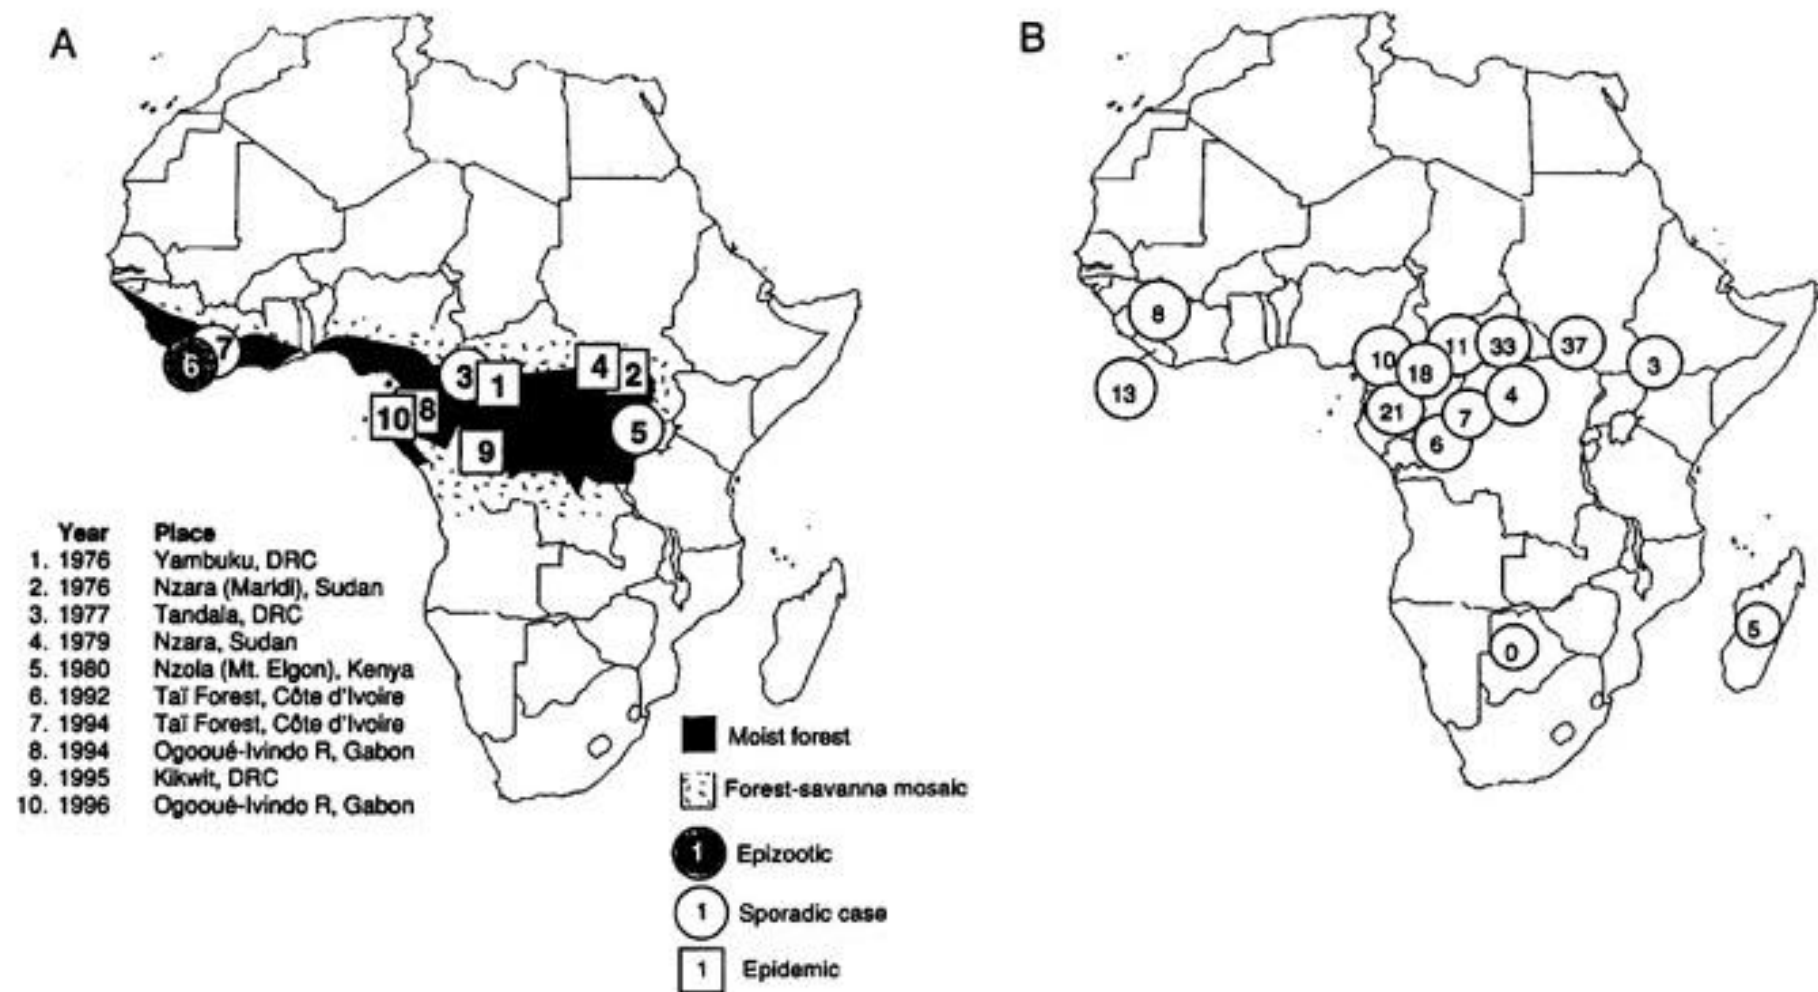 A
6
7
3
1
4
2
10
8
5
9
Year Place
1. 1976 Yambuku, DRC
2. 1976 Nzara (Maridi), Sudan
3. 1977 Tandala, DRC
4. 1979 Nzara, Sudan
5. 1980 Nzola (Mt. Elgon), Kenya
6. 1992 Taï Forest, Côte d'Ivoire
7. 1994 Taï Forest, Côte d'Ivoire
8. 1994 Ogooué-Ivindo R, Gabon
9. 1995 Kikwit, DRC
10. 1996 Ogooué-Ivindo R, Gabon
Moist forest
Forest-savanna mosaic
1 Epizootic
1 Sporadic case
1 Epidemic
B
8
13
10
18
11
33
37
3
21
6
7
4
0
5